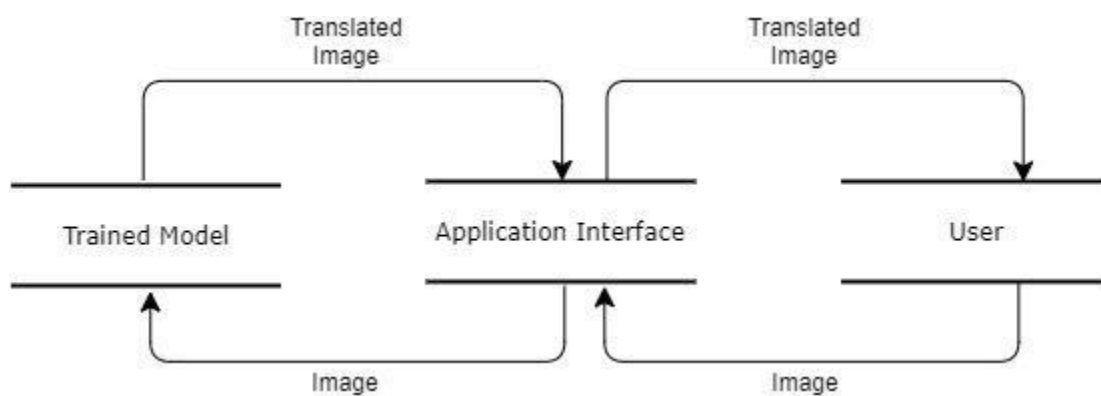 Translated
Image
Translated
Image
Trained Model
Application Interface
User
Image
Image